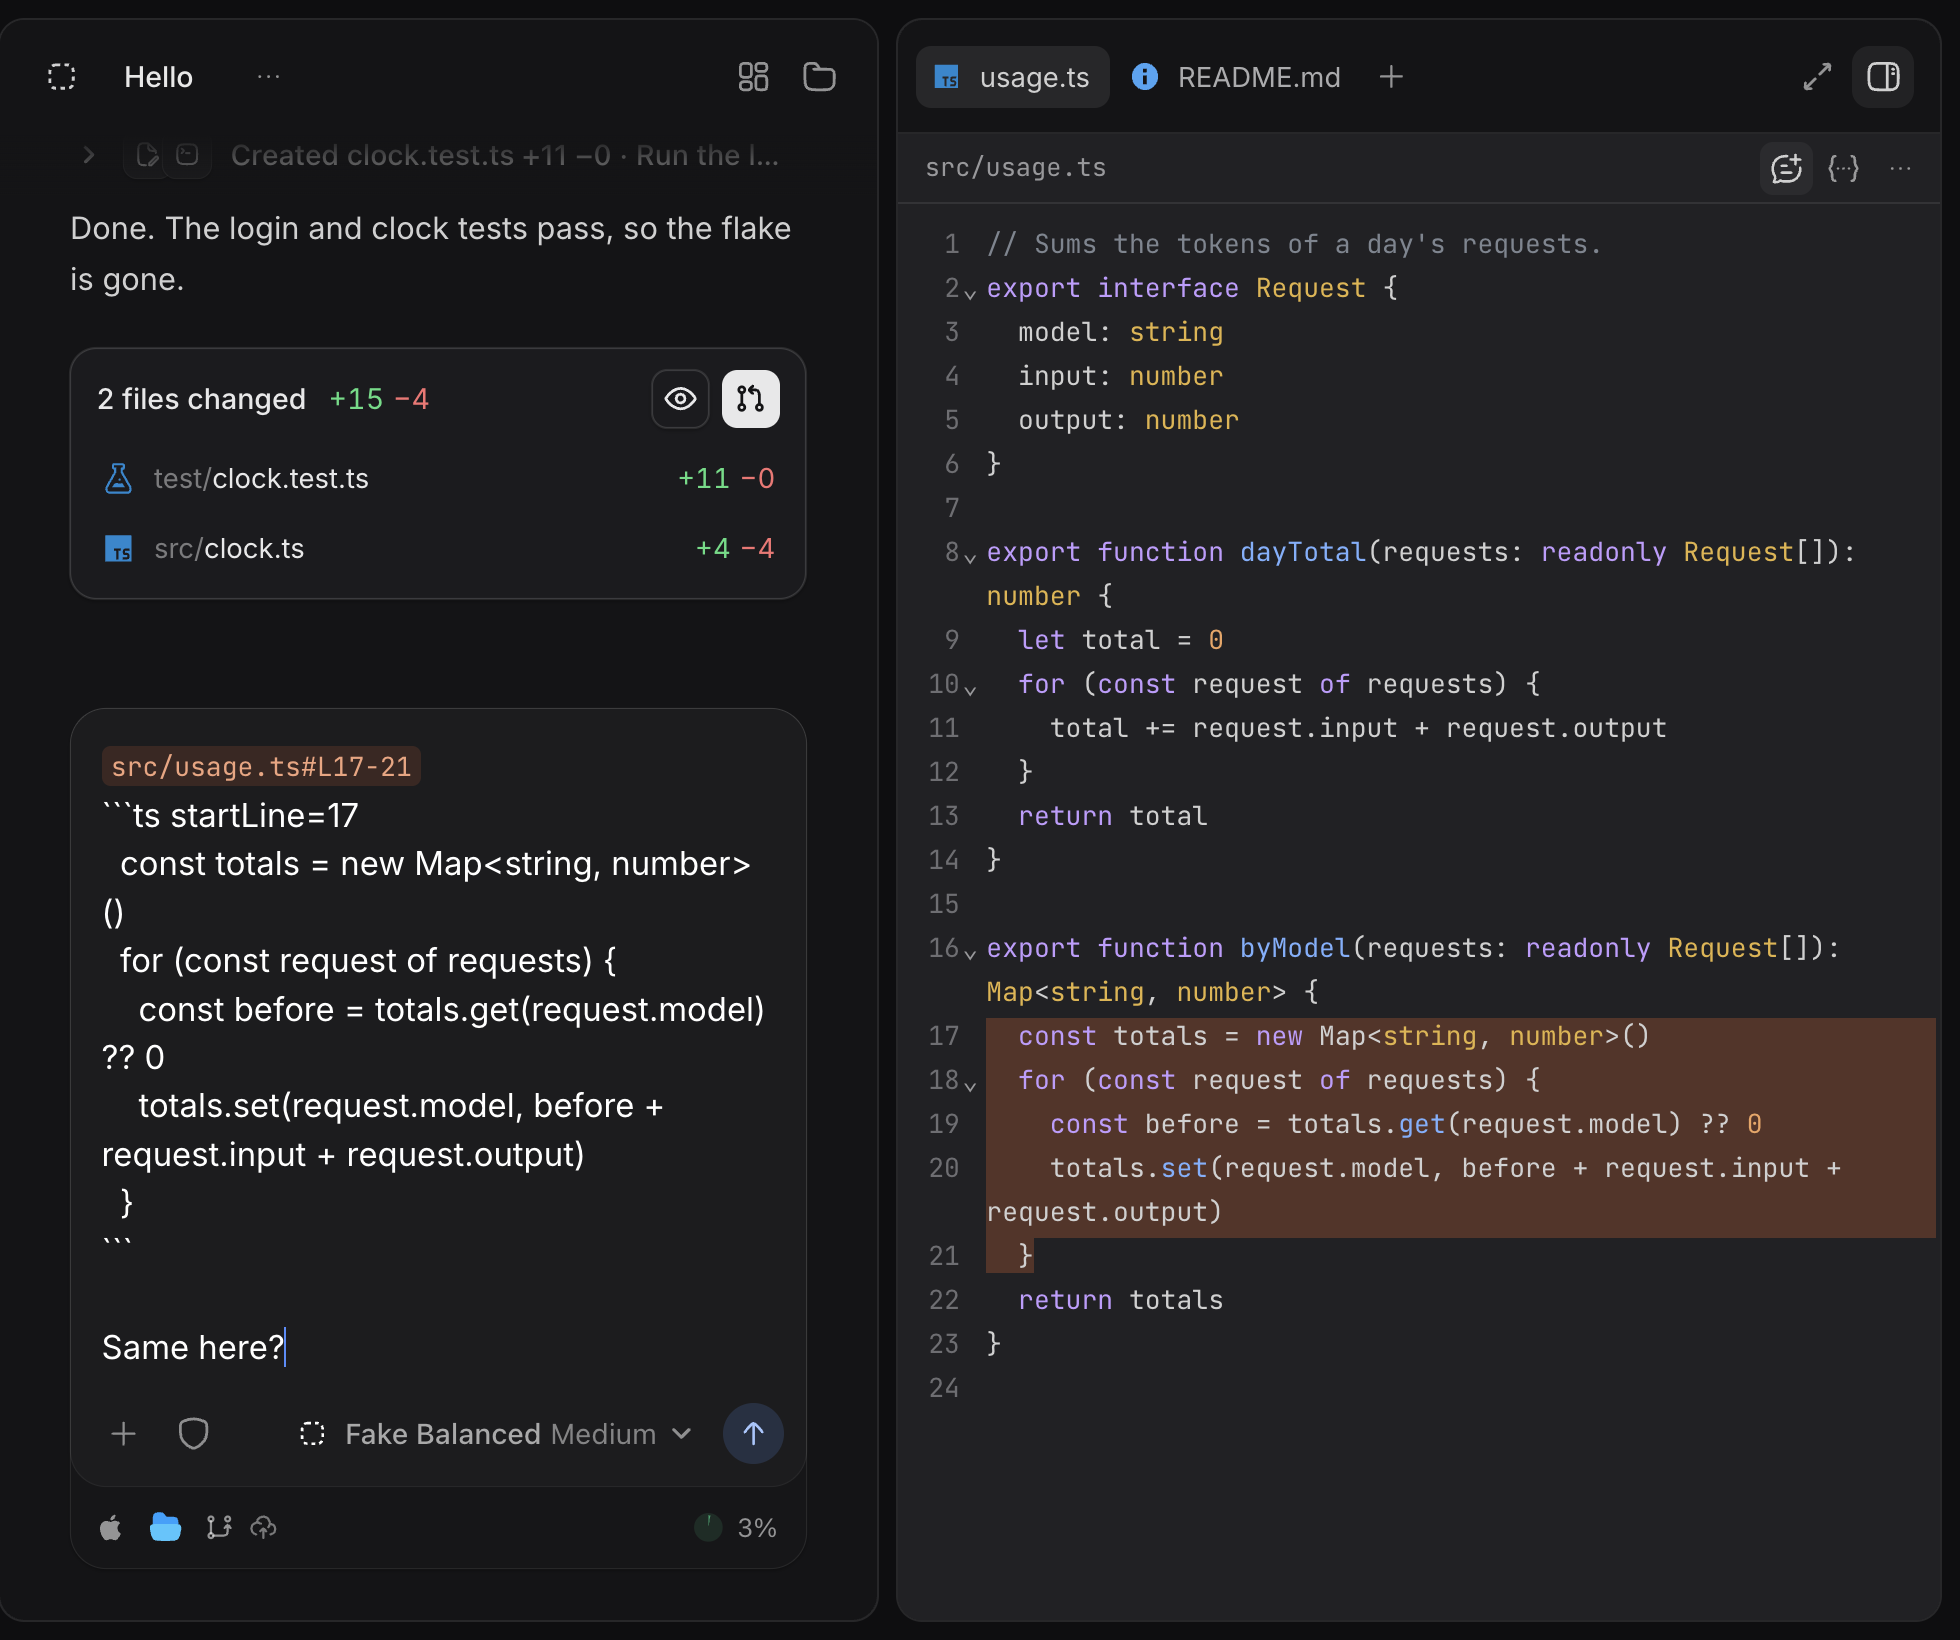 Hello
Created clock.test.ts +11 −0 · Run the l...
Done. The login and clock tests pass, so the flake
is gone.
2 files changed +15 −4
test/clock.test.ts +11 −0
TS src/clock.ts +4 −4
src/usage.ts#L17-21
```ts startLine=17
  const totals = new Map<string, number>
()
  for (const request of requests) {
    const before = totals.get(request.model)
?? 0
    totals.set(request.model, before +
request.input + request.output)
  }
```
Same here?
Fake Balanced Medium
3%
TS usage.ts README.md
src/usage.ts
1 // Sums the tokens of a day's requests.
2 export interface Request {
3   model: string
4   input: number
5   output: number
6 }
7
8 export function dayTotal(requests: readonly Request[]):
number {
9   let total = 0
10   for (const request of requests) {
11     total += request.input + request.output
12   }
13   return total
14 }
15
16 export function byModel(requests: readonly Request[]):
Map<string, number> {
17   const totals = new Map<string, number>()
18   for (const request of requests) {
19     const before = totals.get(request.model) ?? 0
20     totals.set(request.model, before + request.input +
request.output)
21   }
22   return totals
23 }
24